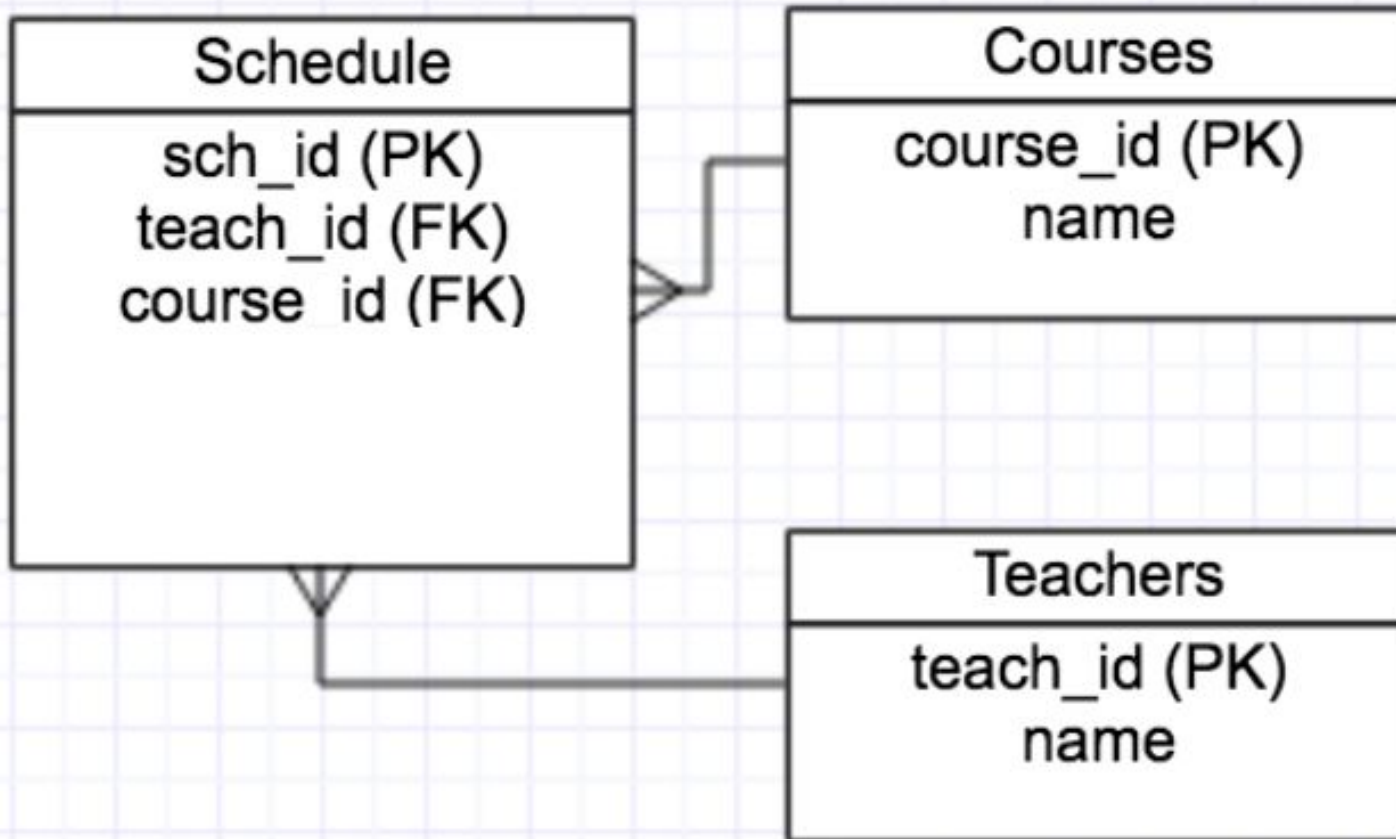 Schedule
sch_id (PK)
teach_id (FK)
course_id (FK)
Courses
course_id (PK)
name
Teachers
teach_id (PK)
name